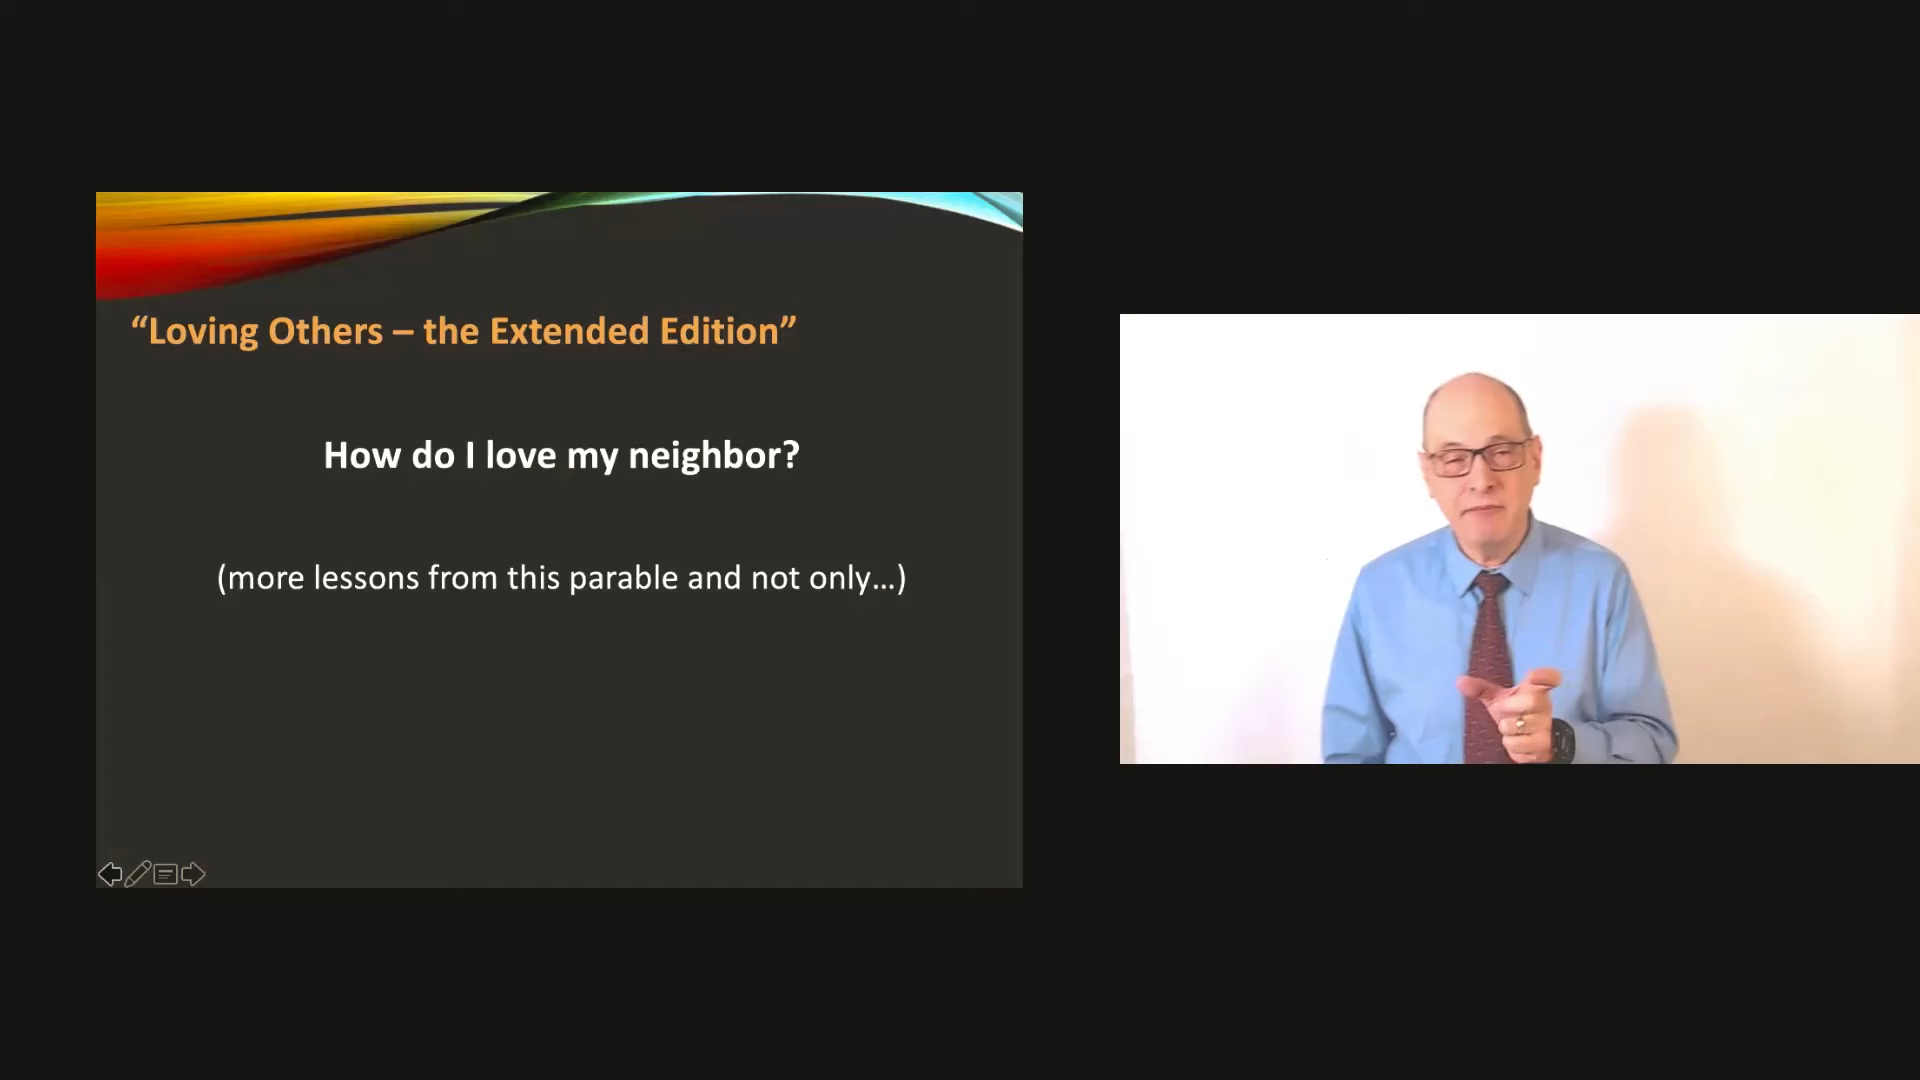 “Loving Others – the Extended Edition”
How do I love my neighbor?
(more lessons from this parable and not only...)